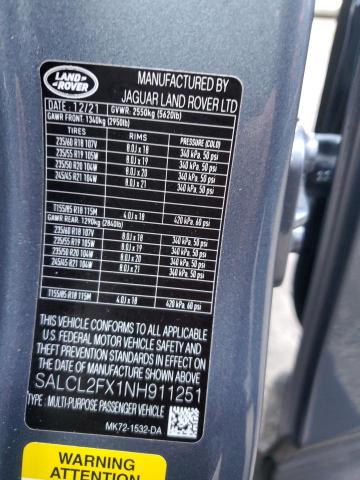 LAND
ROVER
MANUFACTURED BY
JAGUAR LAND ROVER LTD
DATE: 12/21 GVWR: 2550kg (5620lb)
GAWR FRONT: 1340kg (2950lb)
TIRES RIMS PRESSURE (COLD)
235/60 R18 107V 8.0J x 18 340 kPa, 50 psi
235/55 R19 105W 8.0J x 19 340 kPa, 50 psi
235/50 R20 104W 8.0J x 20 340 kPa, 50 psi
245/45 R21 104W 8.0J x 21 340 kPa, 50 psi
T155/85 R18 115M 4.0J x 18 420 kPa, 60 psi
GAWR REAR: 1290kg (2840lb)
235/60 R18 107V 8.0J x 18 340 kPa, 50 psi
235/55 R19 105W 8.0J x 19 340 kPa, 50 psi
235/50 R20 104W 8.0J x 20 340 kPa, 50 psi
245/45 R21 104W 8.0J x 21 340 kPa, 50 psi
T155/85 R18 115M 4.0J x 18 420 kPa, 60 psi
THIS VEHICLE CONFORMS TO ALL APPLICABLE
U.S. FEDERAL MOTOR VEHICLE SAFETY AND
THEFT PREVENTION STANDARDS IN EFFECT
ON THE DATE OF MANUFACTURE SHOWN ABOVE.
SALCL2FX1NH911251
TYPE: MULTI-PURPOSE PASSENGER VEHICLE
MK72-1532-DA
WARNING
ATTENTION